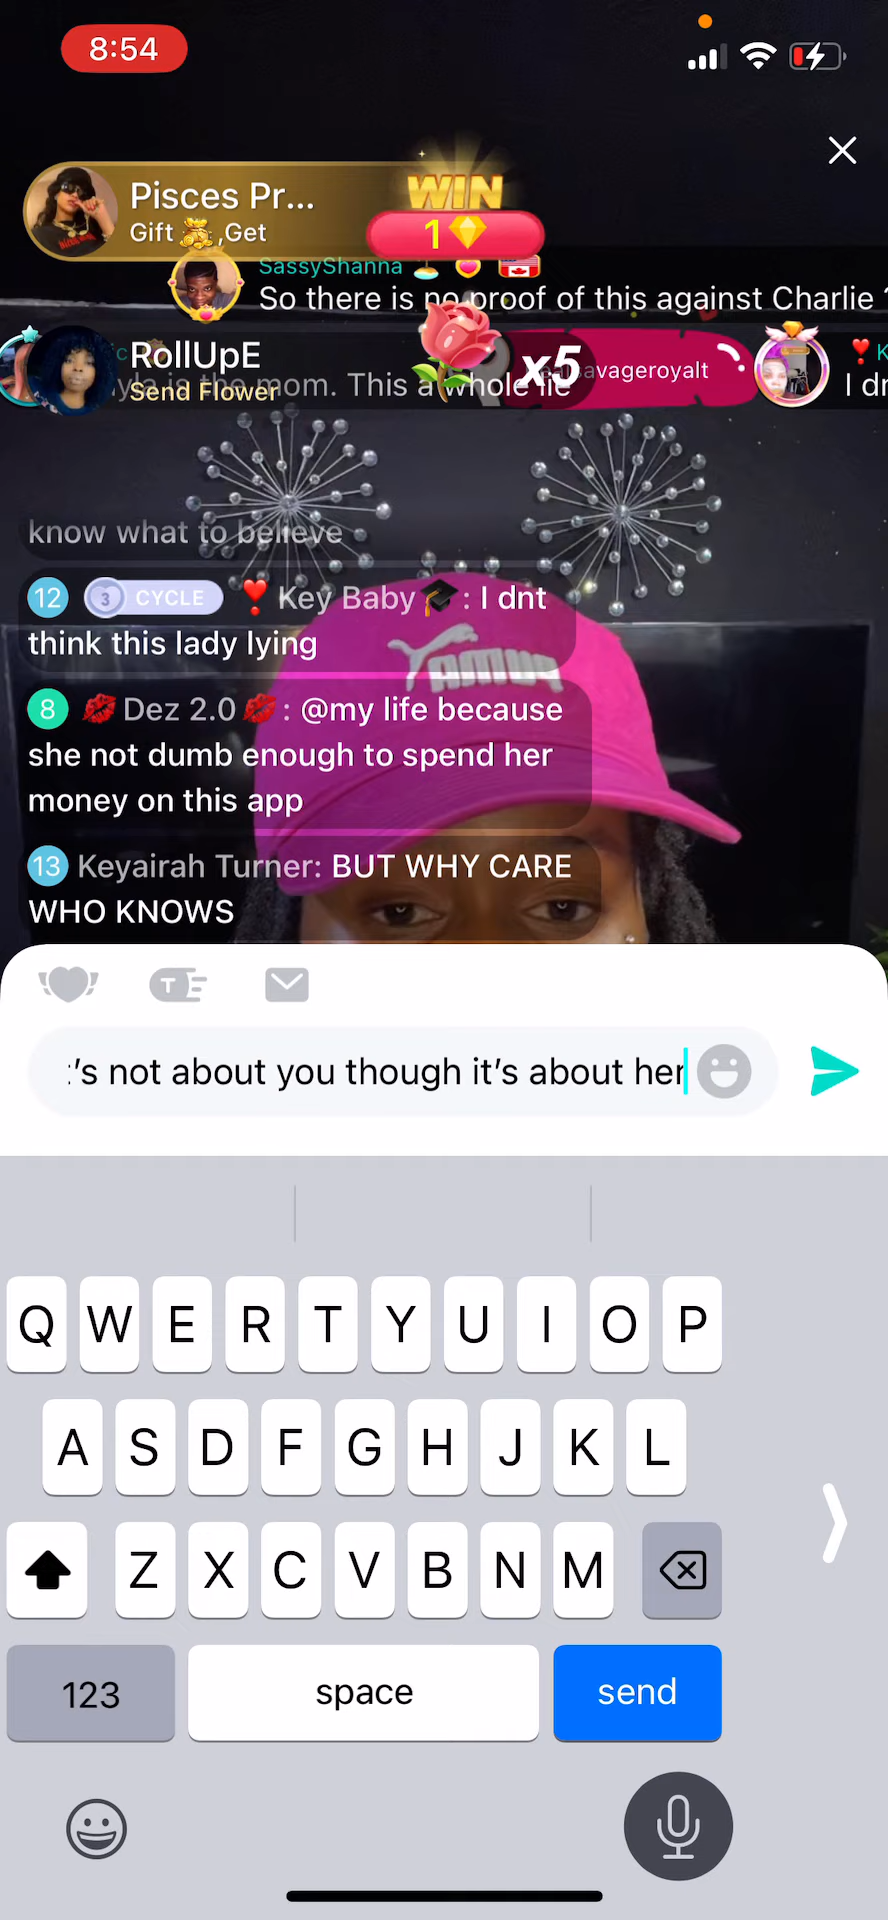 8:54
Pisces Pr...
WIN
Gift ,Get
1
SassyShanna
So there is no proof of this against Charlie
RollUpE
Send Flower
mom. This a whole lie
x5
avageroyalt
I dn
know what to believe
12 3 CYCLE Key Baby : I dnt
think this lady lying
PUMA
8 Dez 2.0 : @my life because
she not dumb enough to spend her
money on this app
13 Keyairah Turner: BUT WHY CARE
WHO KNOWS
T
’s not about you though it’s about her
Q W E R T Y U I O P
A S D F G H J K L
Z X C V B N M
123 space send